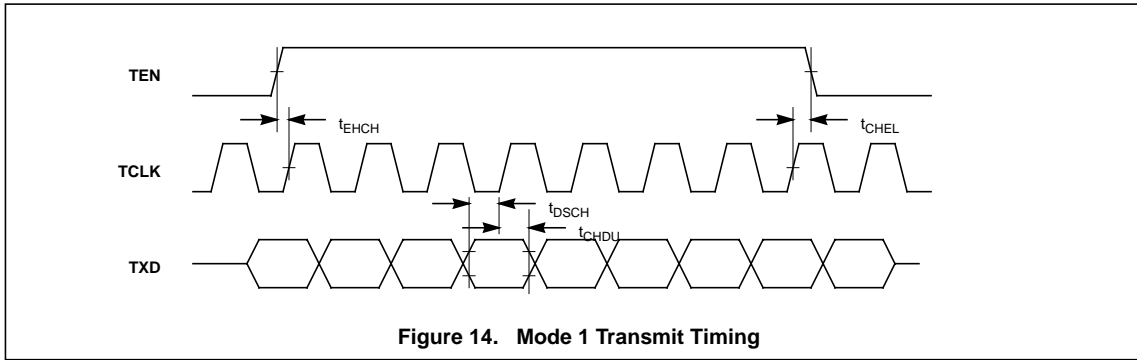 TEN
tEHCH
tCHEL
TCLK
tDSCH
tCHDU
TXD
Figure 14. Mode 1 Transmit Timing